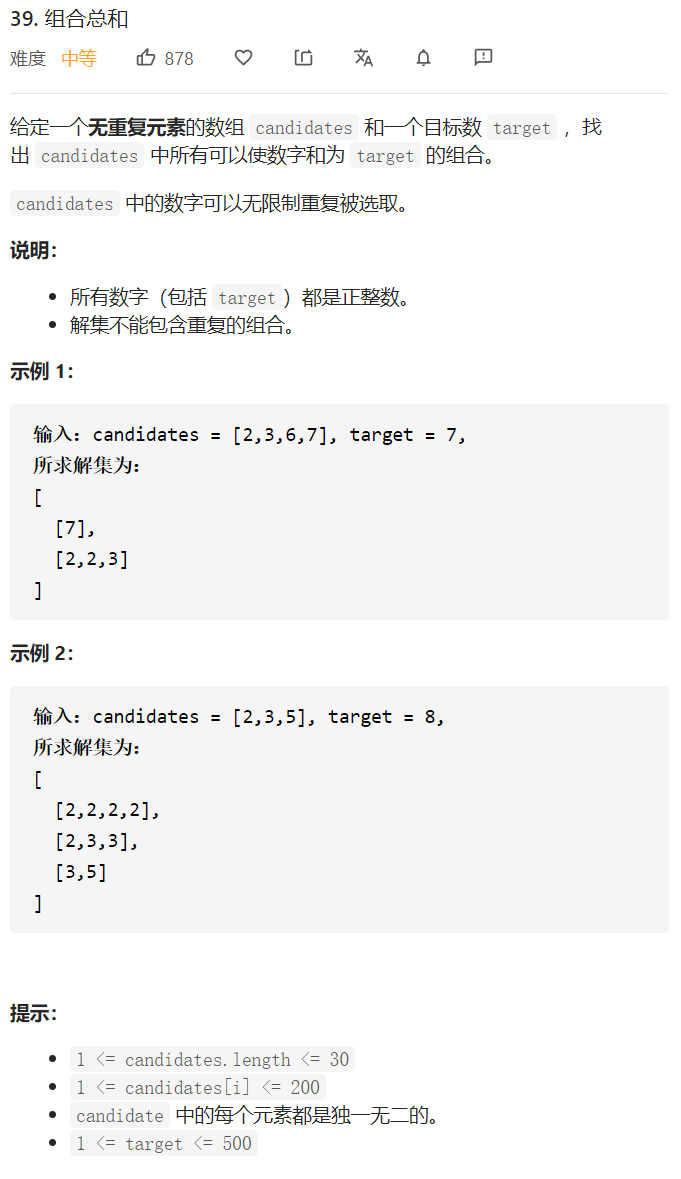 39. 组合总和
难度 中等 878
给定一个无重复元素的数组 candidates 和一个目标数 target ，找
出 candidates 中所有可以使数字和为 target 的组合。
candidates 中的数字可以无限制重复被选取。
说明：
• 所有数字（包括 target）都是正整数。
• 解集不能包含重复的组合。
示例 1：
输入：candidates = [2,3,6,7], target = 7,
所求解集为：
[
  [7],
  [2,2,3]
]
示例 2：
输入：candidates = [2,3,5], target = 8,
所求解集为：
[
  [2,2,2,2],
  [2,3,3],
  [3,5]
]
提示：
• 1 <= candidates.length <= 30
• 1 <= candidates[i] <= 200
• candidate 中的每个元素都是独一无二的。
• 1 <= target <= 500